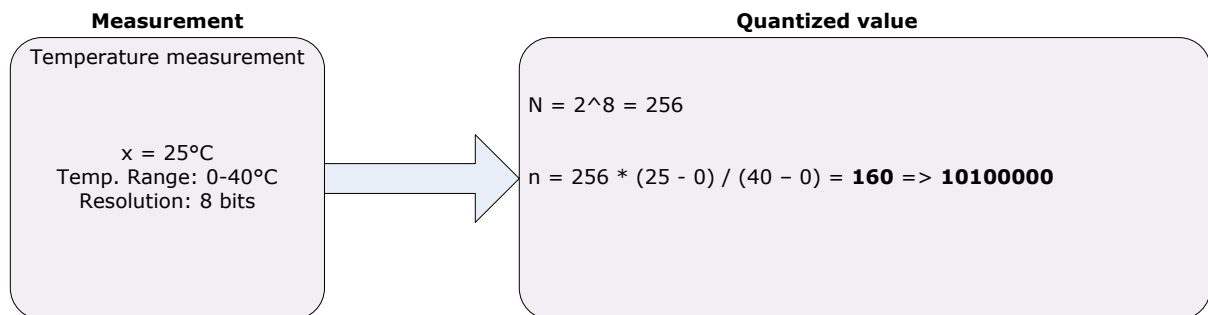 Measurement
Temperature measurement
x = 25°C
Temp. Range: 0-40°C
Resolution: 8 bits
Quantized value
N = 2^8 = 256
n = 256 * (25 - 0) / (40 – 0) = 160 => 10100000